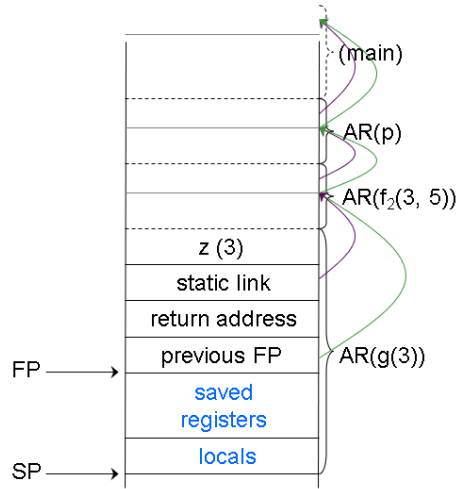 (main)
AR(p)
AR(f₂(3, 5))
z (3)
static link
return address
previous FP
AR(g(3))
FP
saved
registers
locals
SP